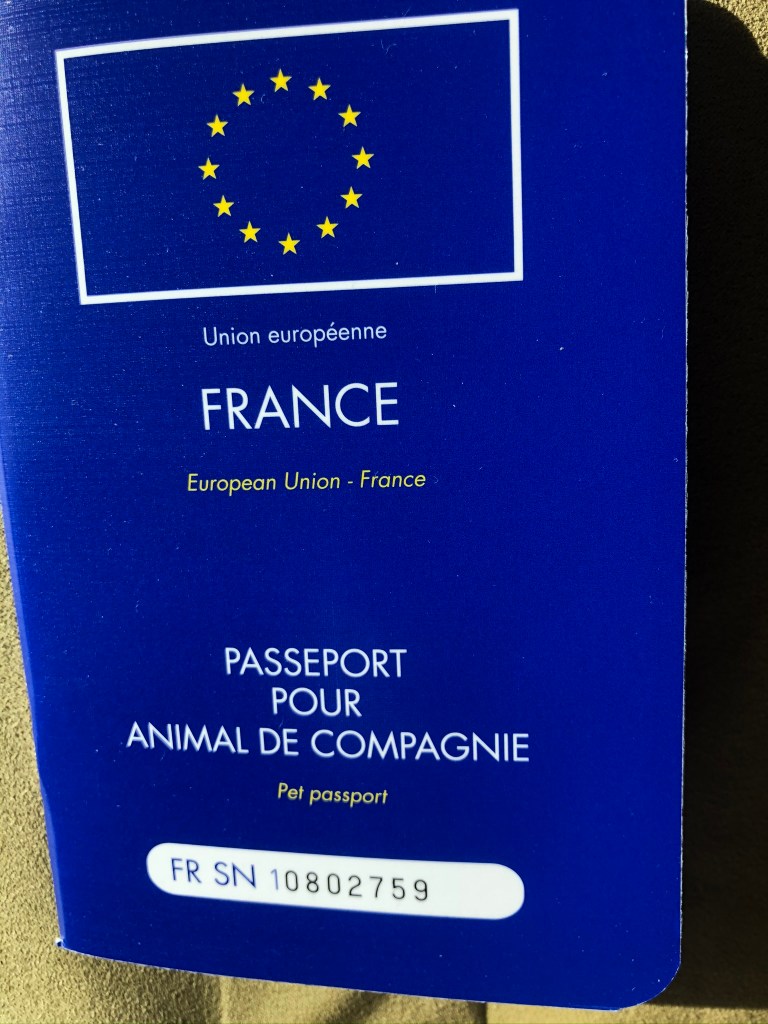 Union européenne
FRANCE
European Union - France
PASSEPORT
POUR
ANIMAL DE COMPAGNIE
Pet passport
FR SN 10802759